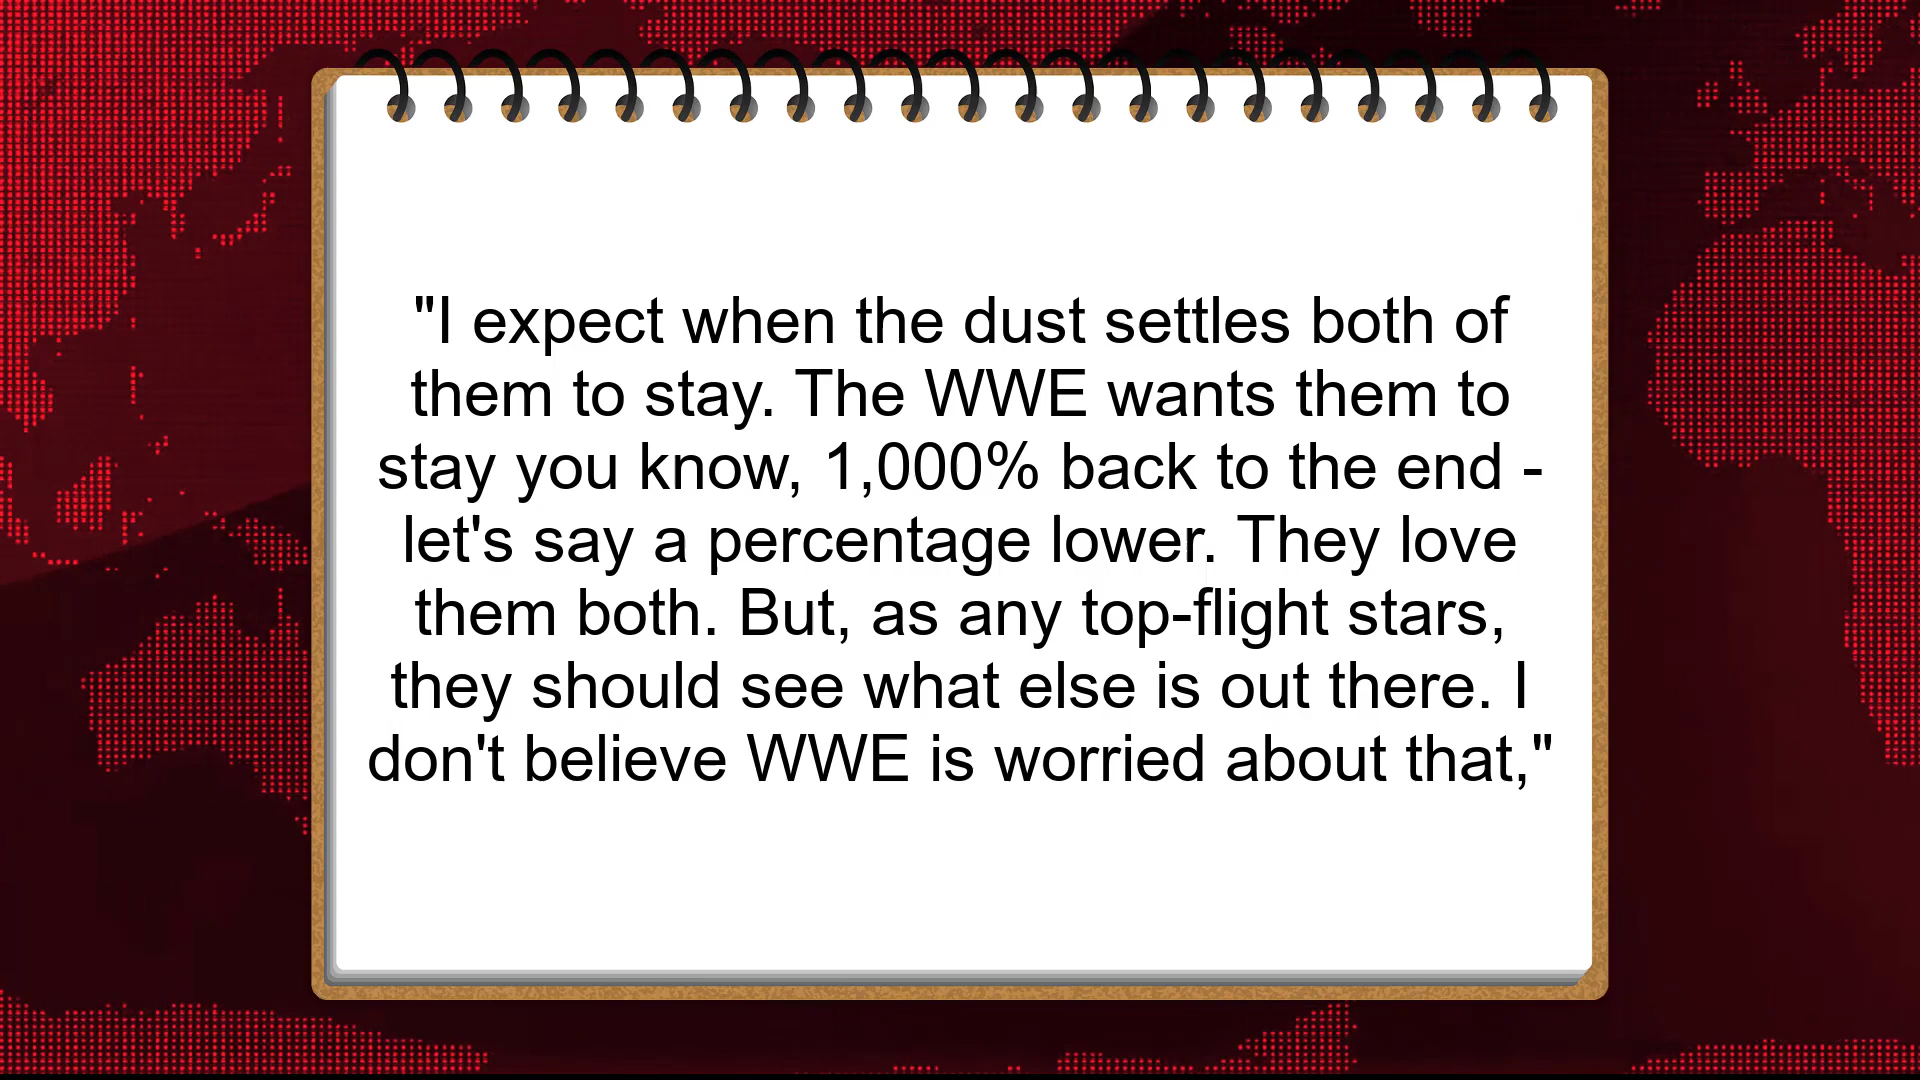 "I expect when the dust settles both of
them to stay. The WWE wants them to
stay you know, 1,000% back to the end -
let's say a percentage lower. They love
them both. But, as any top-flight stars,
they should see what else is out there. I
don't believe WWE is worried about that,"